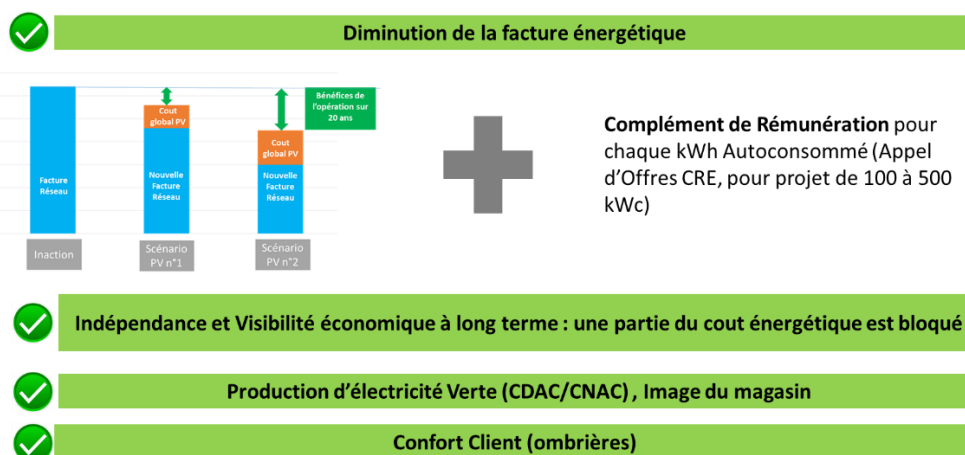 Diminution de la facture énergétique
Bénéfices de
l'opération sur
20 ans
Cout
global PV
Cout
global PV
Facture
Réseau
Nouvelle
Facture
Réseau
Nouvelle
Facture
Réseau
Inaction
Scénario
PV n°1
Scénario
PV n°2
Complément de Rémunération pour
chaque kWh Autoconsommé (Appel
d'Offres CRE, pour projet de 100 à 500
kWc)
Indépendance et Visibilité économique à long terme : une partie du cout énergétique est bloqué
Production d'électricité Verte (CDAC/CNAC) , Image du magasin
Confort Client (ombrières)